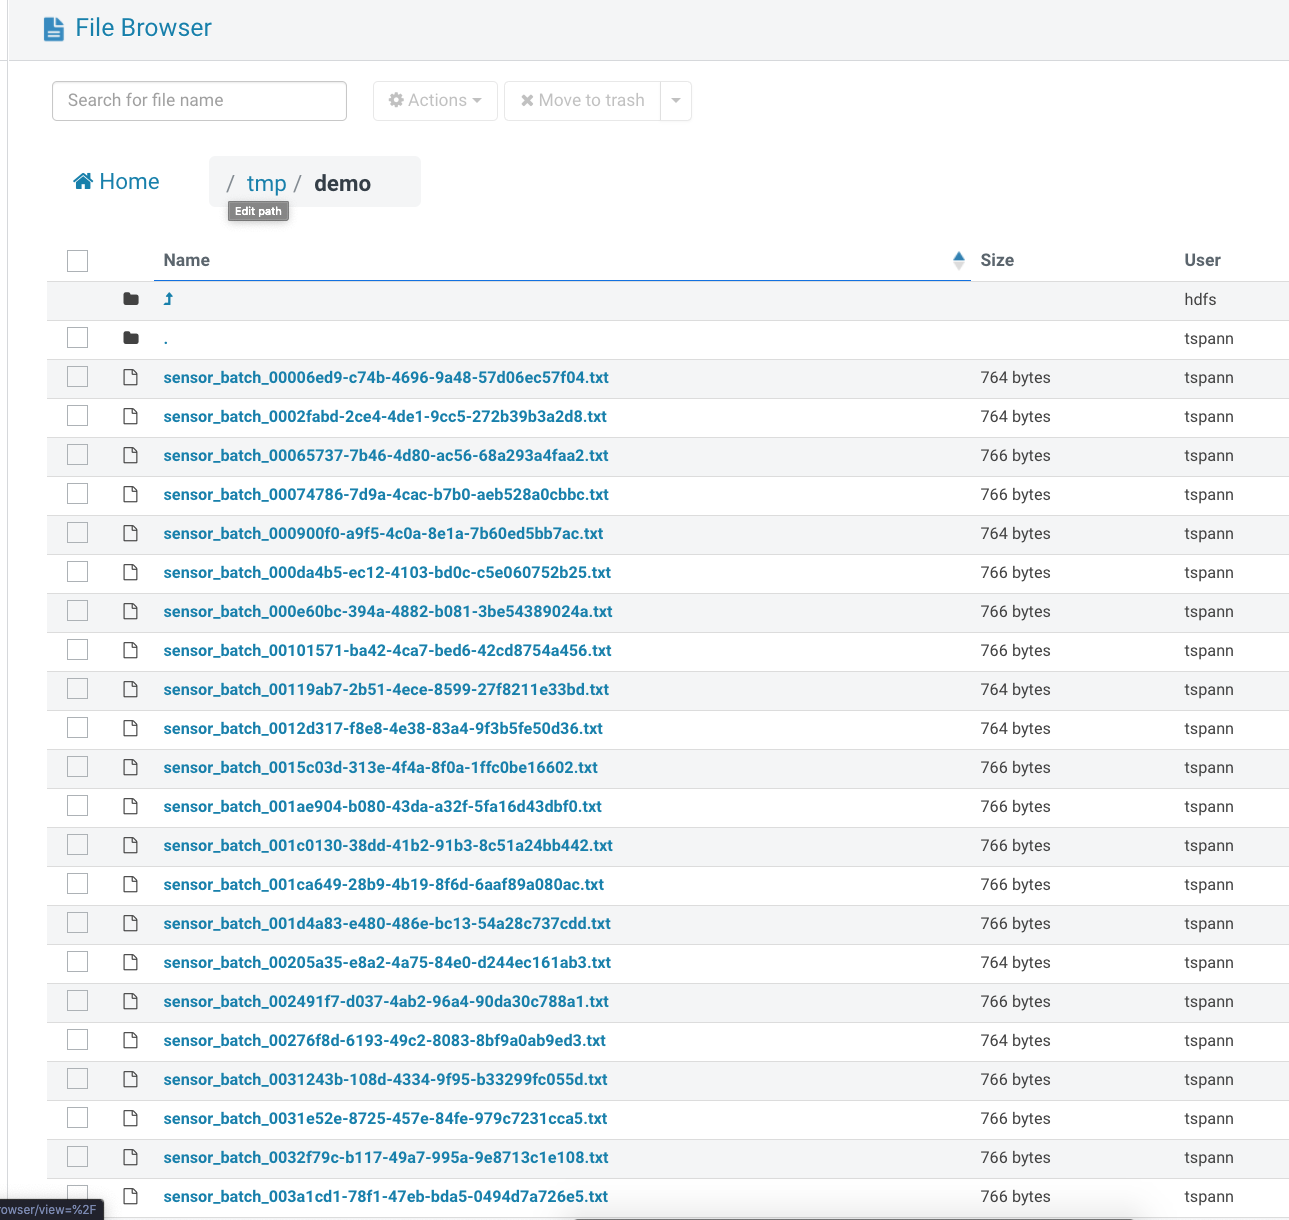 File Browser
Search for file name Actions Move to trash
Home / tmp / demo
Edit path
Name Size User
hdfs
. tspann
sensor_batch_00006ed9-c74b-4696-9a48-57d06ec57f04.txt 764 bytes tspann
sensor_batch_0002fabd-2ce4-4de1-9cc5-272b39b3a2d8.txt 764 bytes tspann
sensor_batch_00065737-7b46-4d80-ac56-68a293a4faa2.txt 766 bytes tspann
sensor_batch_00074786-7d9a-4cac-b7b0-aeb528a0cbbc.txt 766 bytes tspann
sensor_batch_000900f0-a9f5-4c0a-8e1a-7b60ed5bb7ac.txt 764 bytes tspann
sensor_batch_000da4b5-ec12-4103-bd0c-c5e060752b25.txt 766 bytes tspann
sensor_batch_000e60bc-394a-4882-b081-3be54389024a.txt 766 bytes tspann
sensor_batch_00101571-ba42-4ca7-bed6-42cd8754a456.txt 766 bytes tspann
sensor_batch_00119ab7-2b51-4ece-8599-27f8211e33bd.txt 764 bytes tspann
sensor_batch_0012d317-f8e8-4e38-83a4-9f3b5fe50d36.txt 764 bytes tspann
sensor_batch_0015c03d-313e-4f4a-8f0a-1ffc0be16602.txt 766 bytes tspann
sensor_batch_001ae904-b080-43da-a32f-5fa16d43dbf0.txt 766 bytes tspann
sensor_batch_001c0130-38dd-41b2-91b3-8c51a24bb442.txt 766 bytes tspann
sensor_batch_001ca649-28b9-4b19-8f6d-6aaf89a080ac.txt 766 bytes tspann
sensor_batch_001d4a83-e480-486e-bc13-54a28c737cdd.txt 766 bytes tspann
sensor_batch_00205a35-e8a2-4a75-84e0-d244ec161ab3.txt 764 bytes tspann
sensor_batch_002491f7-d037-4ab2-96a4-90da30c788a1.txt 766 bytes tspann
sensor_batch_00276f8d-6193-49c2-8083-8bf9a0ab9ed3.txt 764 bytes tspann
sensor_batch_0031243b-108d-4334-9f95-b33299fc055d.txt 766 bytes tspann
sensor_batch_0031e52e-8725-457e-84fe-979c7231cca5.txt 766 bytes tspann
sensor_batch_0032f79c-b117-49a7-995a-9e8713c1e108.txt 766 bytes tspann
sensor_batch_003a1cd1-78f1-47eb-bda5-0494d7a726e5.txt 766 bytes tspann
owser/view=%2F